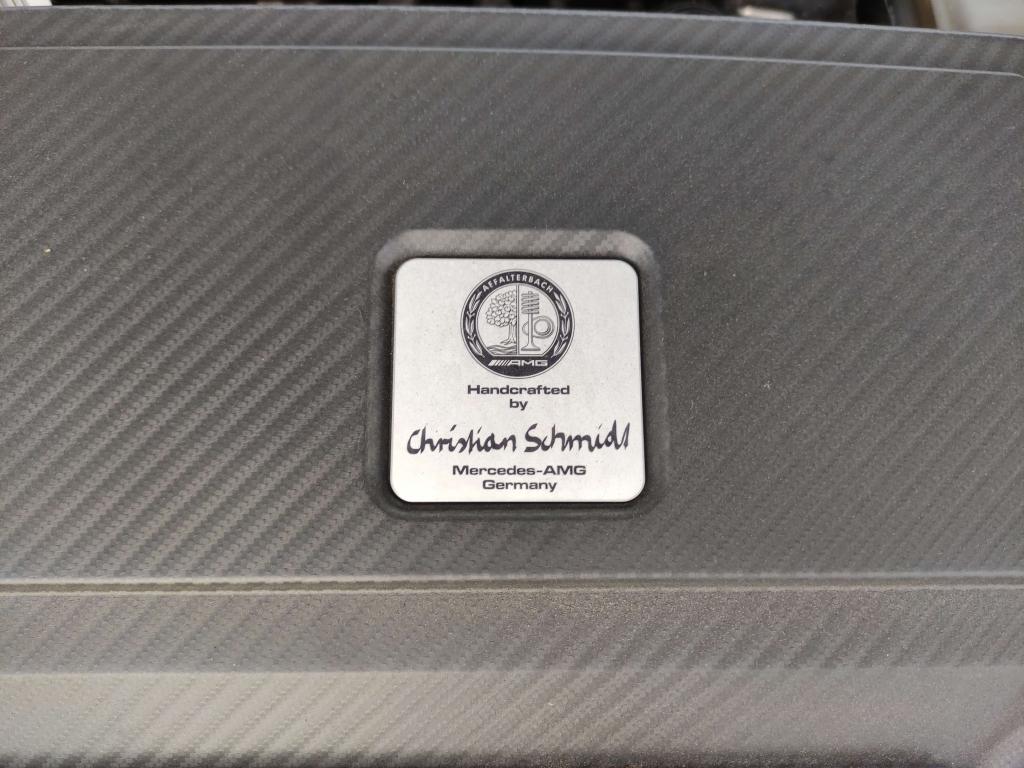 AFFALTERBACH
AMG
Handcrafted
by
Christian Schmidt
Mercedes-AMG
Germany